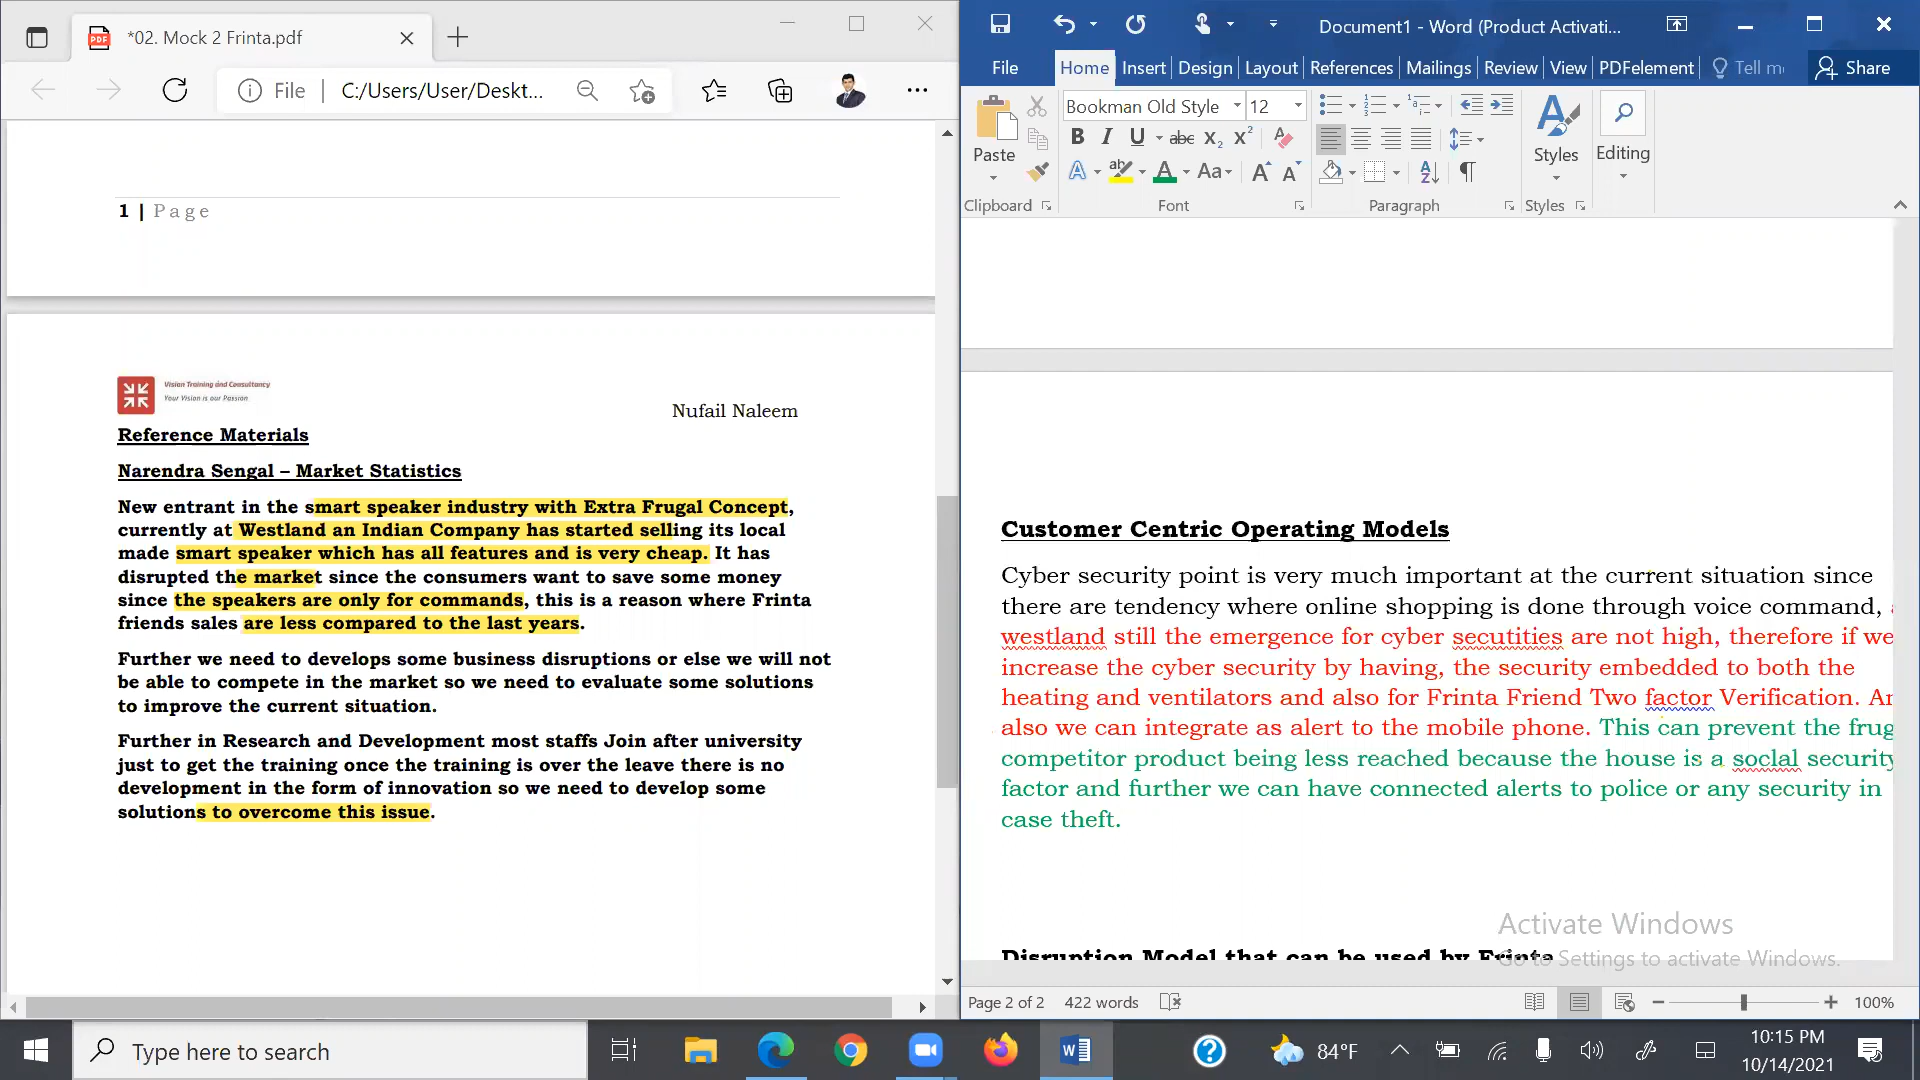 *02. Mock 2 Frinta.pdf
File
C:/Users/User/Deskt...
1 | Page
Vision Training and Consultancy
Your Vision is our Passion
Nufail Naleem
Reference Materials
Narendra Sengal – Market Statistics
New entrant in the smart speaker industry with Extra Frugal Concept,
currently at Westland an Indian Company has started selling its local
made smart speaker which has all features and is very cheap. It has
disrupted the market since the consumers want to save some money
since the speakers are only for commands, this is a reason where Frinta
friends sales are less compared to the last years.
Further we need to develops some business disruptions or else we will not
be able to compete in the market so we need to evaluate some solutions
to improve the current situation.
Further in Research and Development most staffs Join after university
just to get the training once the training is over the leave there is no
development in the form of innovation so we need to develop some
solutions to overcome this issue.
Document1 - Word (Product Activati...
File Home Insert Design Layout References Mailings Review View PDFelement Tell me Share
Bookman Old Style 12
Paste
Styles
Editing
Clipboard Font Paragraph Styles
Customer Centric Operating Models
Cyber security point is very much important at the current situation since
there are tendency where online shopping is done through voice command,
westland still the emergence for cyber secutities are not high, therefore if we
increase the cyber security by having, the security embedded to both the
heating and ventilators and also for Frinta Friend Two factor Verification.
also we can integrate as alert to the mobile phone. This can prevent the frug
competitor product being less reached because the house is a soclal security
factor and further we can have connected alerts to police or any security in
case theft.
Disruption Model that can be used by Frinta
Activate Windows
Go to Settings to activate Windows.
Page 2 of 2 422 words
100%
Type here to search
84°F
10:15 PM
10/14/2021